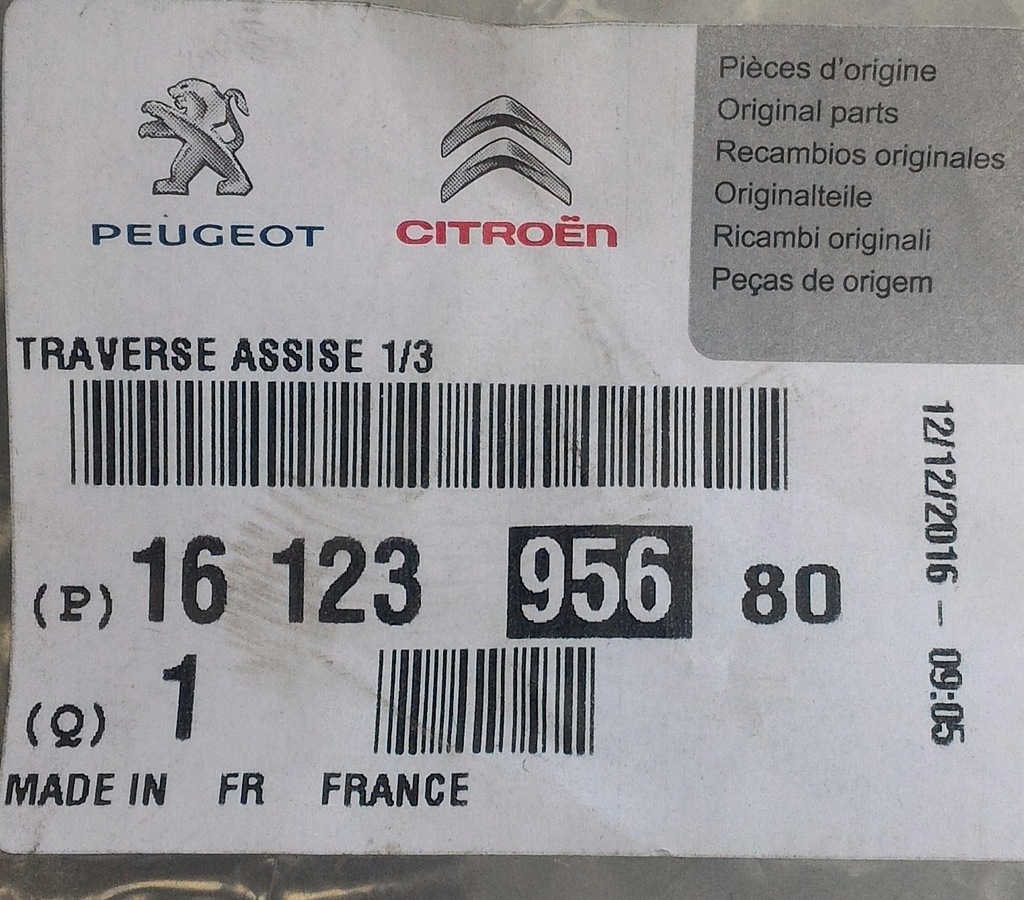 PEUGEOT
CITROËN
Pièces d'origine
Original parts
Recambios originales
Originalteile
Ricambi originali
Peças de origem
TRAVERSE ASSISE 1/3
(P) 16 123 956 80
(Q) 1
MADE IN FR FRANCE
12/12/2016 - 09:05